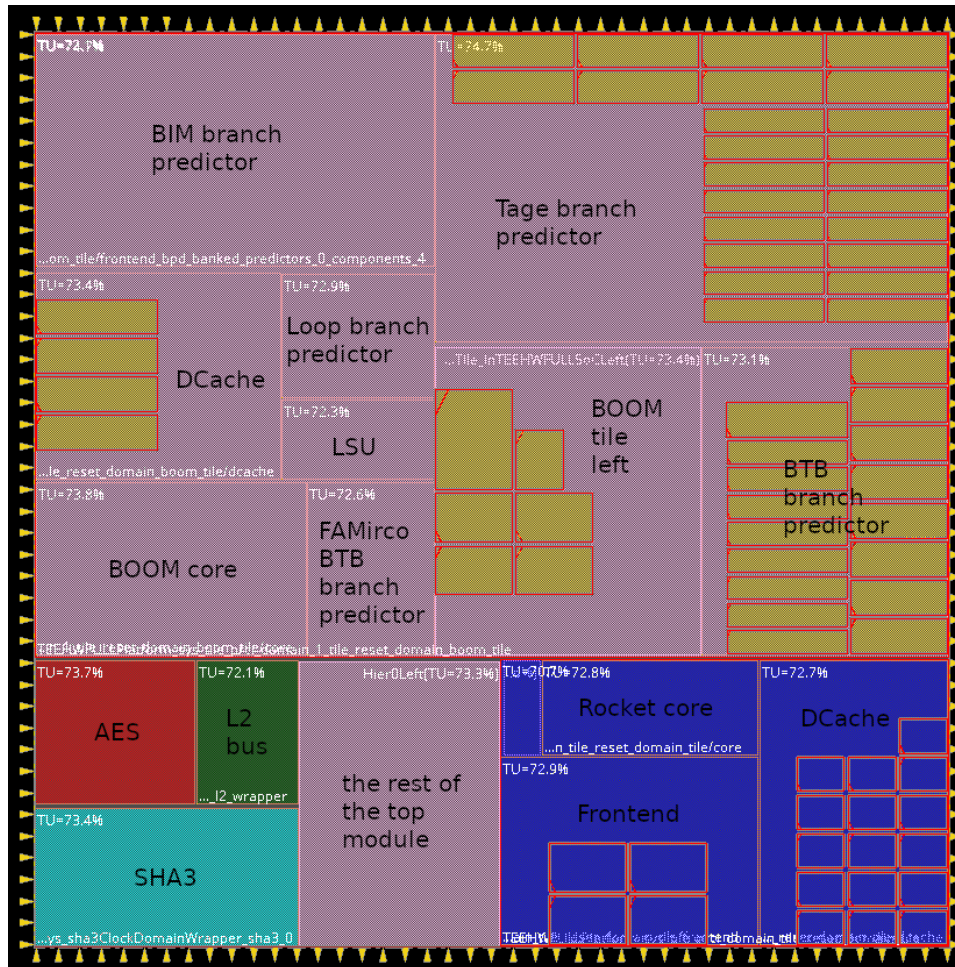 TU=72.7%
TU=74.7%
BIM branch
predictor
Tage branch
predictor
...om_tile/frontend_bpd_banked_predictors_0_components_4
TU=73.4%
TU=72.9%
Loop branch
predictor
DCache
...Tile_InTEEHWFULLSoCLeft(TU=73.4%)
TU=73.1%
BOOM
tile
left
TU=72.3%
LSU
BTB
branch
predictor
...le_reset_domain_boom_tile/dcache
TU=73.8%
TU=72.6%
FAMirco
BTB
branch
predictor
BOOM core
TU=73.7%
TU=72.1%
Hier0Left(TU=73.3%)
TU=72.8%
TU=72.7%
AES
L2
bus
Rocket core
DCache
...n_tile_reset_domain_tile/core
TU=72.9%
the rest of
the top
module
..._l2_wrapper
Frontend
TU=73.4%
SHA3
...ys_sha3ClockDomainWrapper_sha3_0